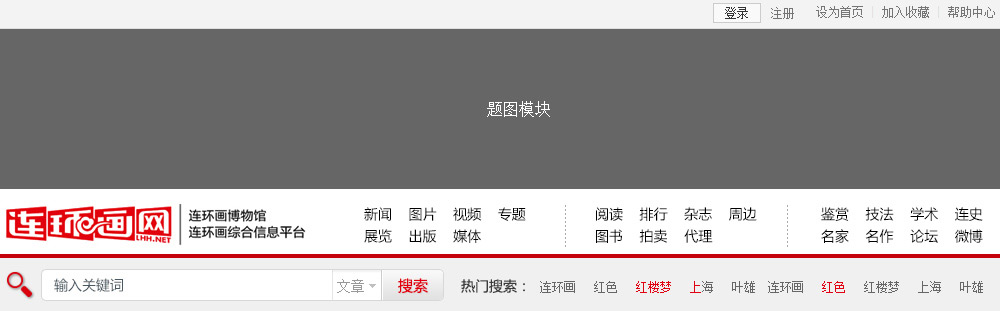 登录 注册 设为首页 加入收藏 帮助中心
题图模块
连环画网
LHH.NET
连环画博物馆
连环画综合信息平台
新闻 图片 视频 专题
展览 出版 媒体
阅读 排行 杂志 周边
图书 拍卖 代理
鉴赏 技法 学术 连史
名家 名作 论坛 微博
输入关键词 文章 搜索 热门搜索： 连环画 红色 红楼梦 上海 叶雄 连环画 红色 红楼梦 上海 叶雄